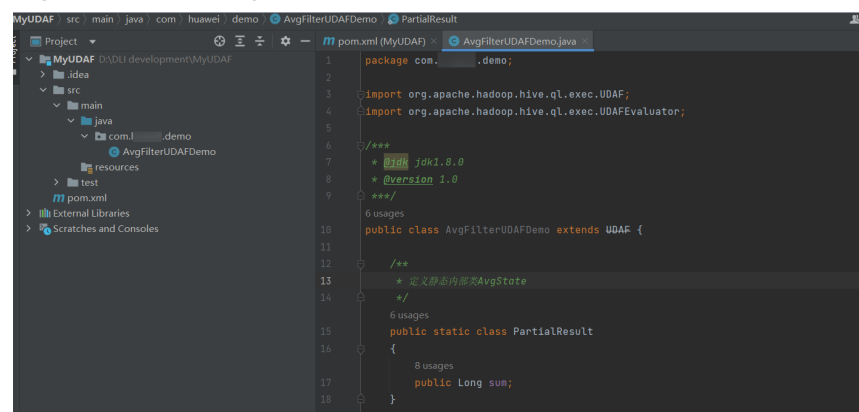 MyUDAF src main java com huawei demo AvgFilterUDAFDemo PartialResult
Project
m pom.xml (MyUDAF) AvgFilterUDAFDemo.java
MyUDAF D:\DLI development\MyUDAF
.idea
src
main
java
com. .demo
AvgFilterUDAFDemo
resources
test
m pom.xml
External Libraries
Scratches and Consoles
1 package com. .demo;
2
3 import org.apache.hadoop.hive.ql.exec.UDAF;
4 import org.apache.hadoop.hive.ql.exec.UDAFEvaluator;
5
6 /***
7 * @jdk jdk1.8.0
8 * @version 1.0
9 ***/
6 usages
10 public class AvgFilterUDAFDemo extends UDAF {
11
12 /**
13 * 定义静态内部类AvgState
14 */
6 usages
15 public static class PartialResult
16 {
8 usages
17 public Long sum;
18 }